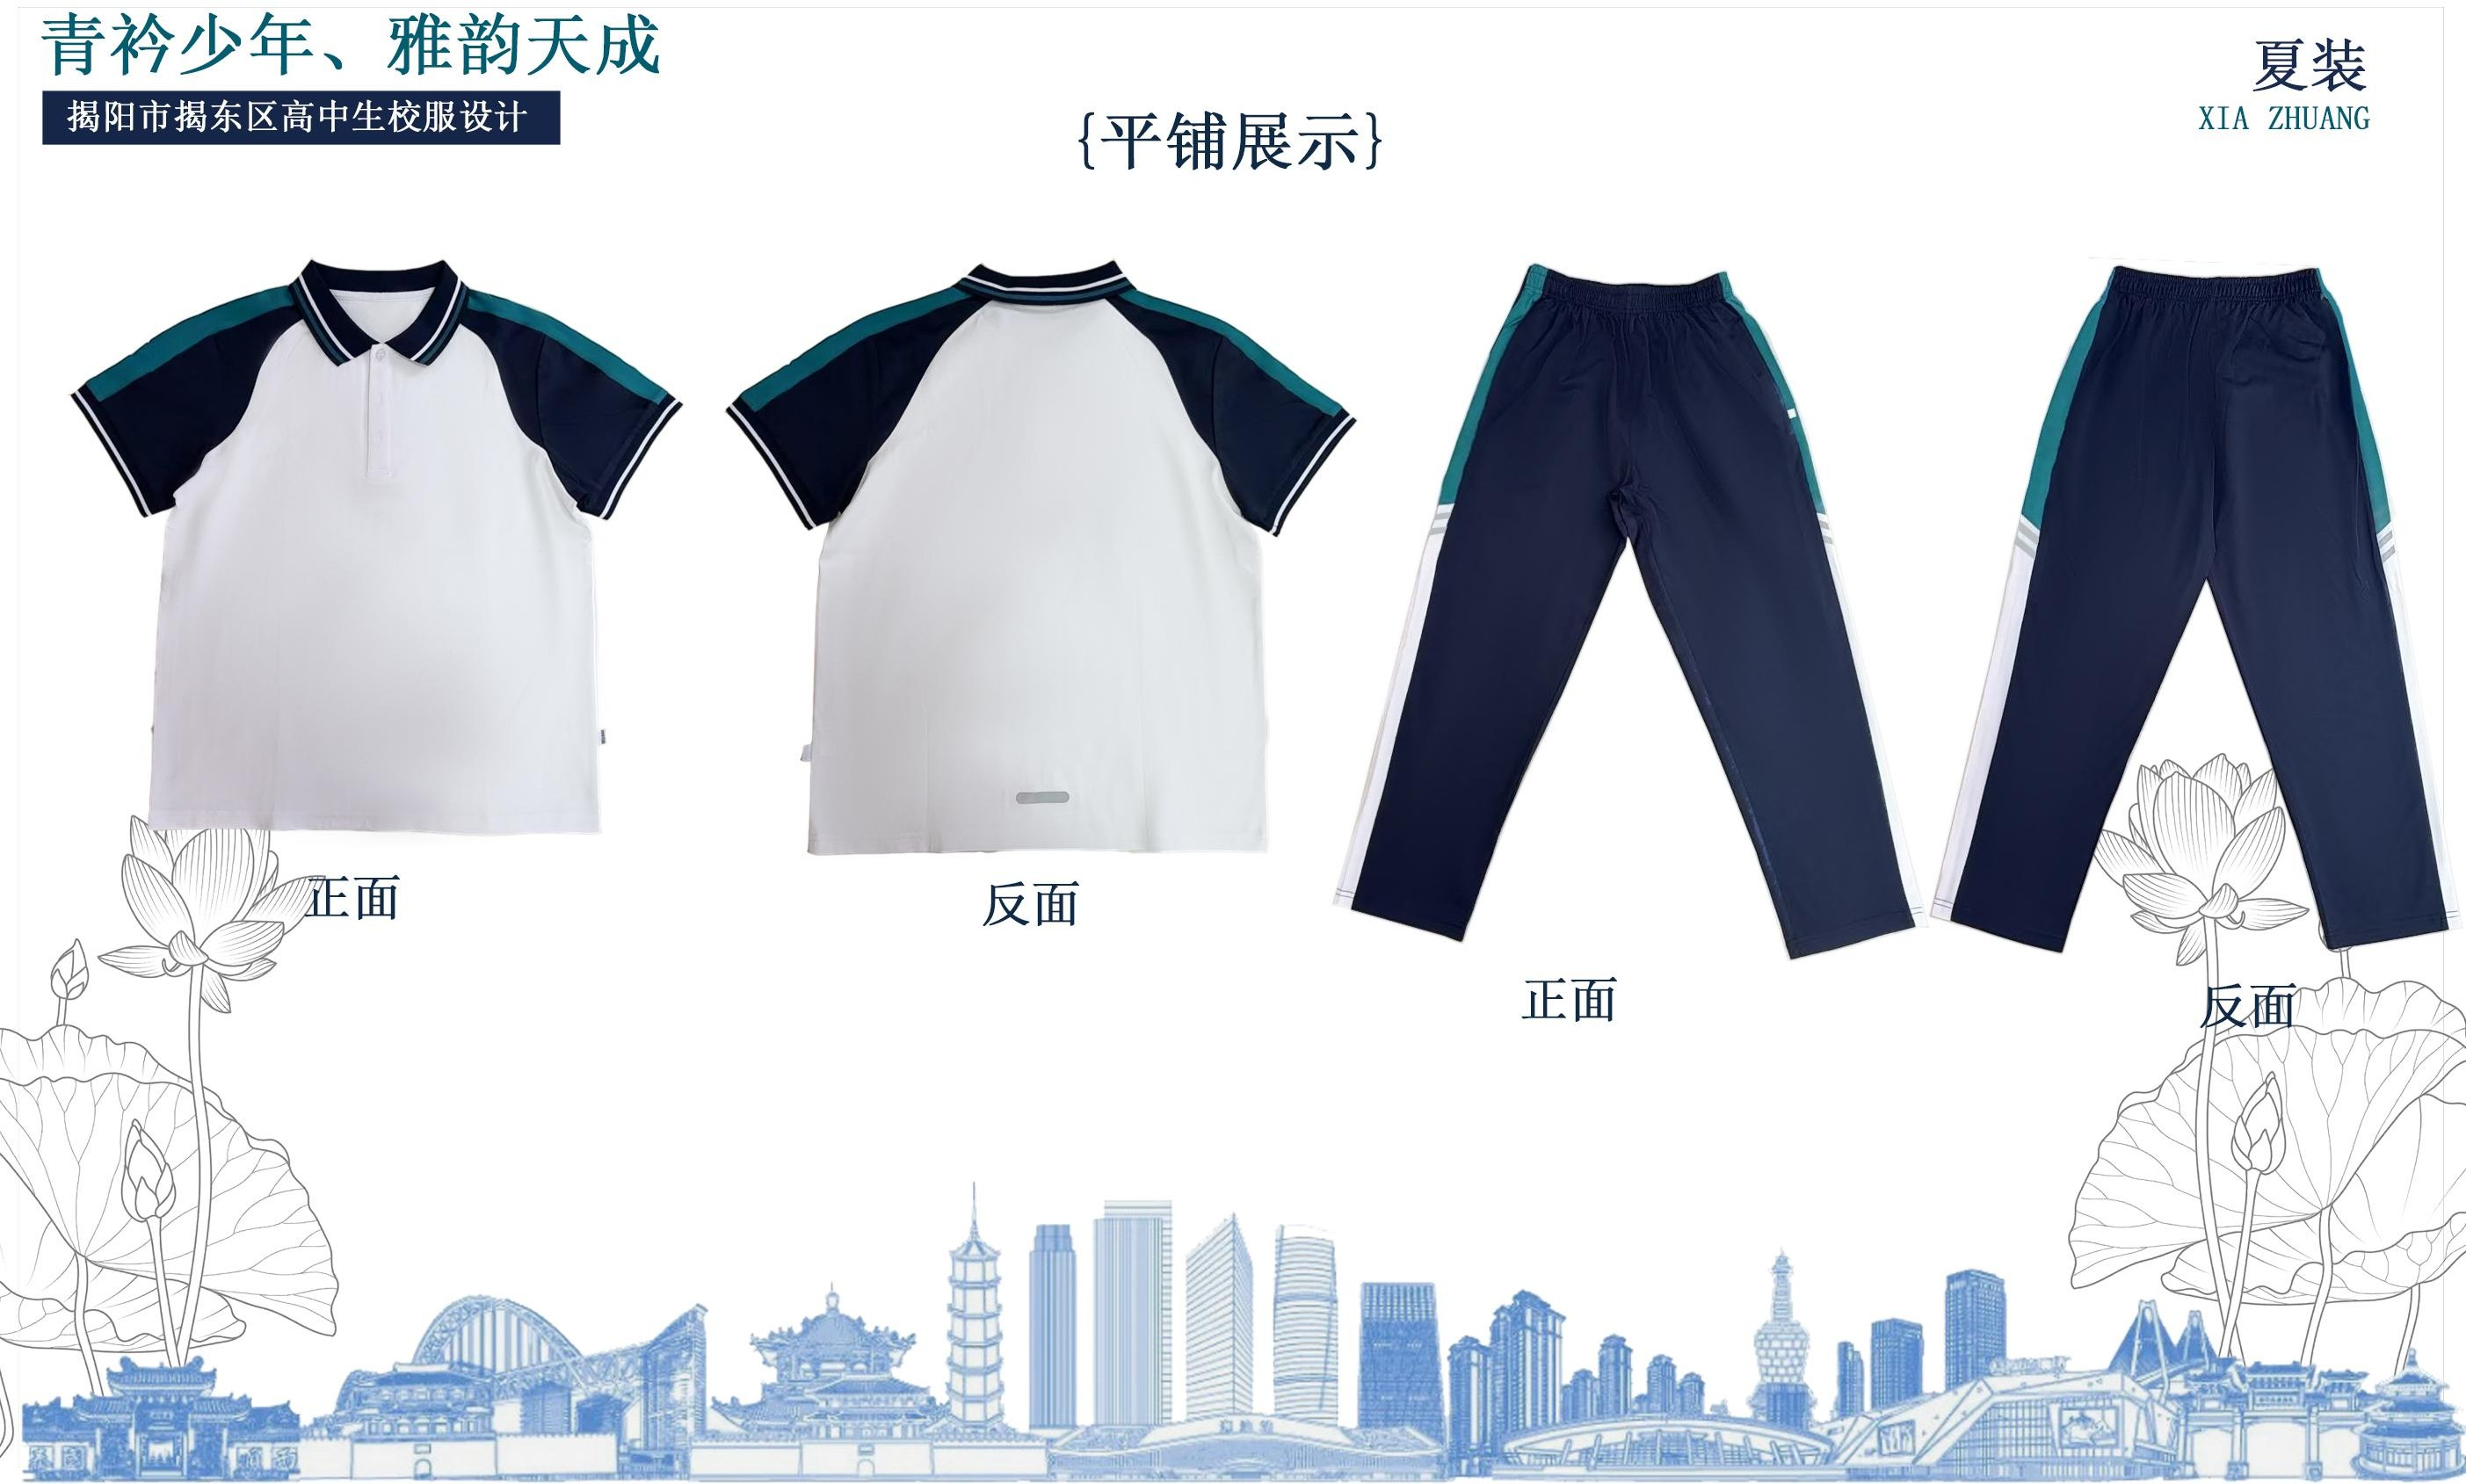 青衿少年、雅韵天成
揭阳市揭东区高中生校服设计
夏装
XIA ZHUANG
{平铺展示}
正面
反面
正面
反面